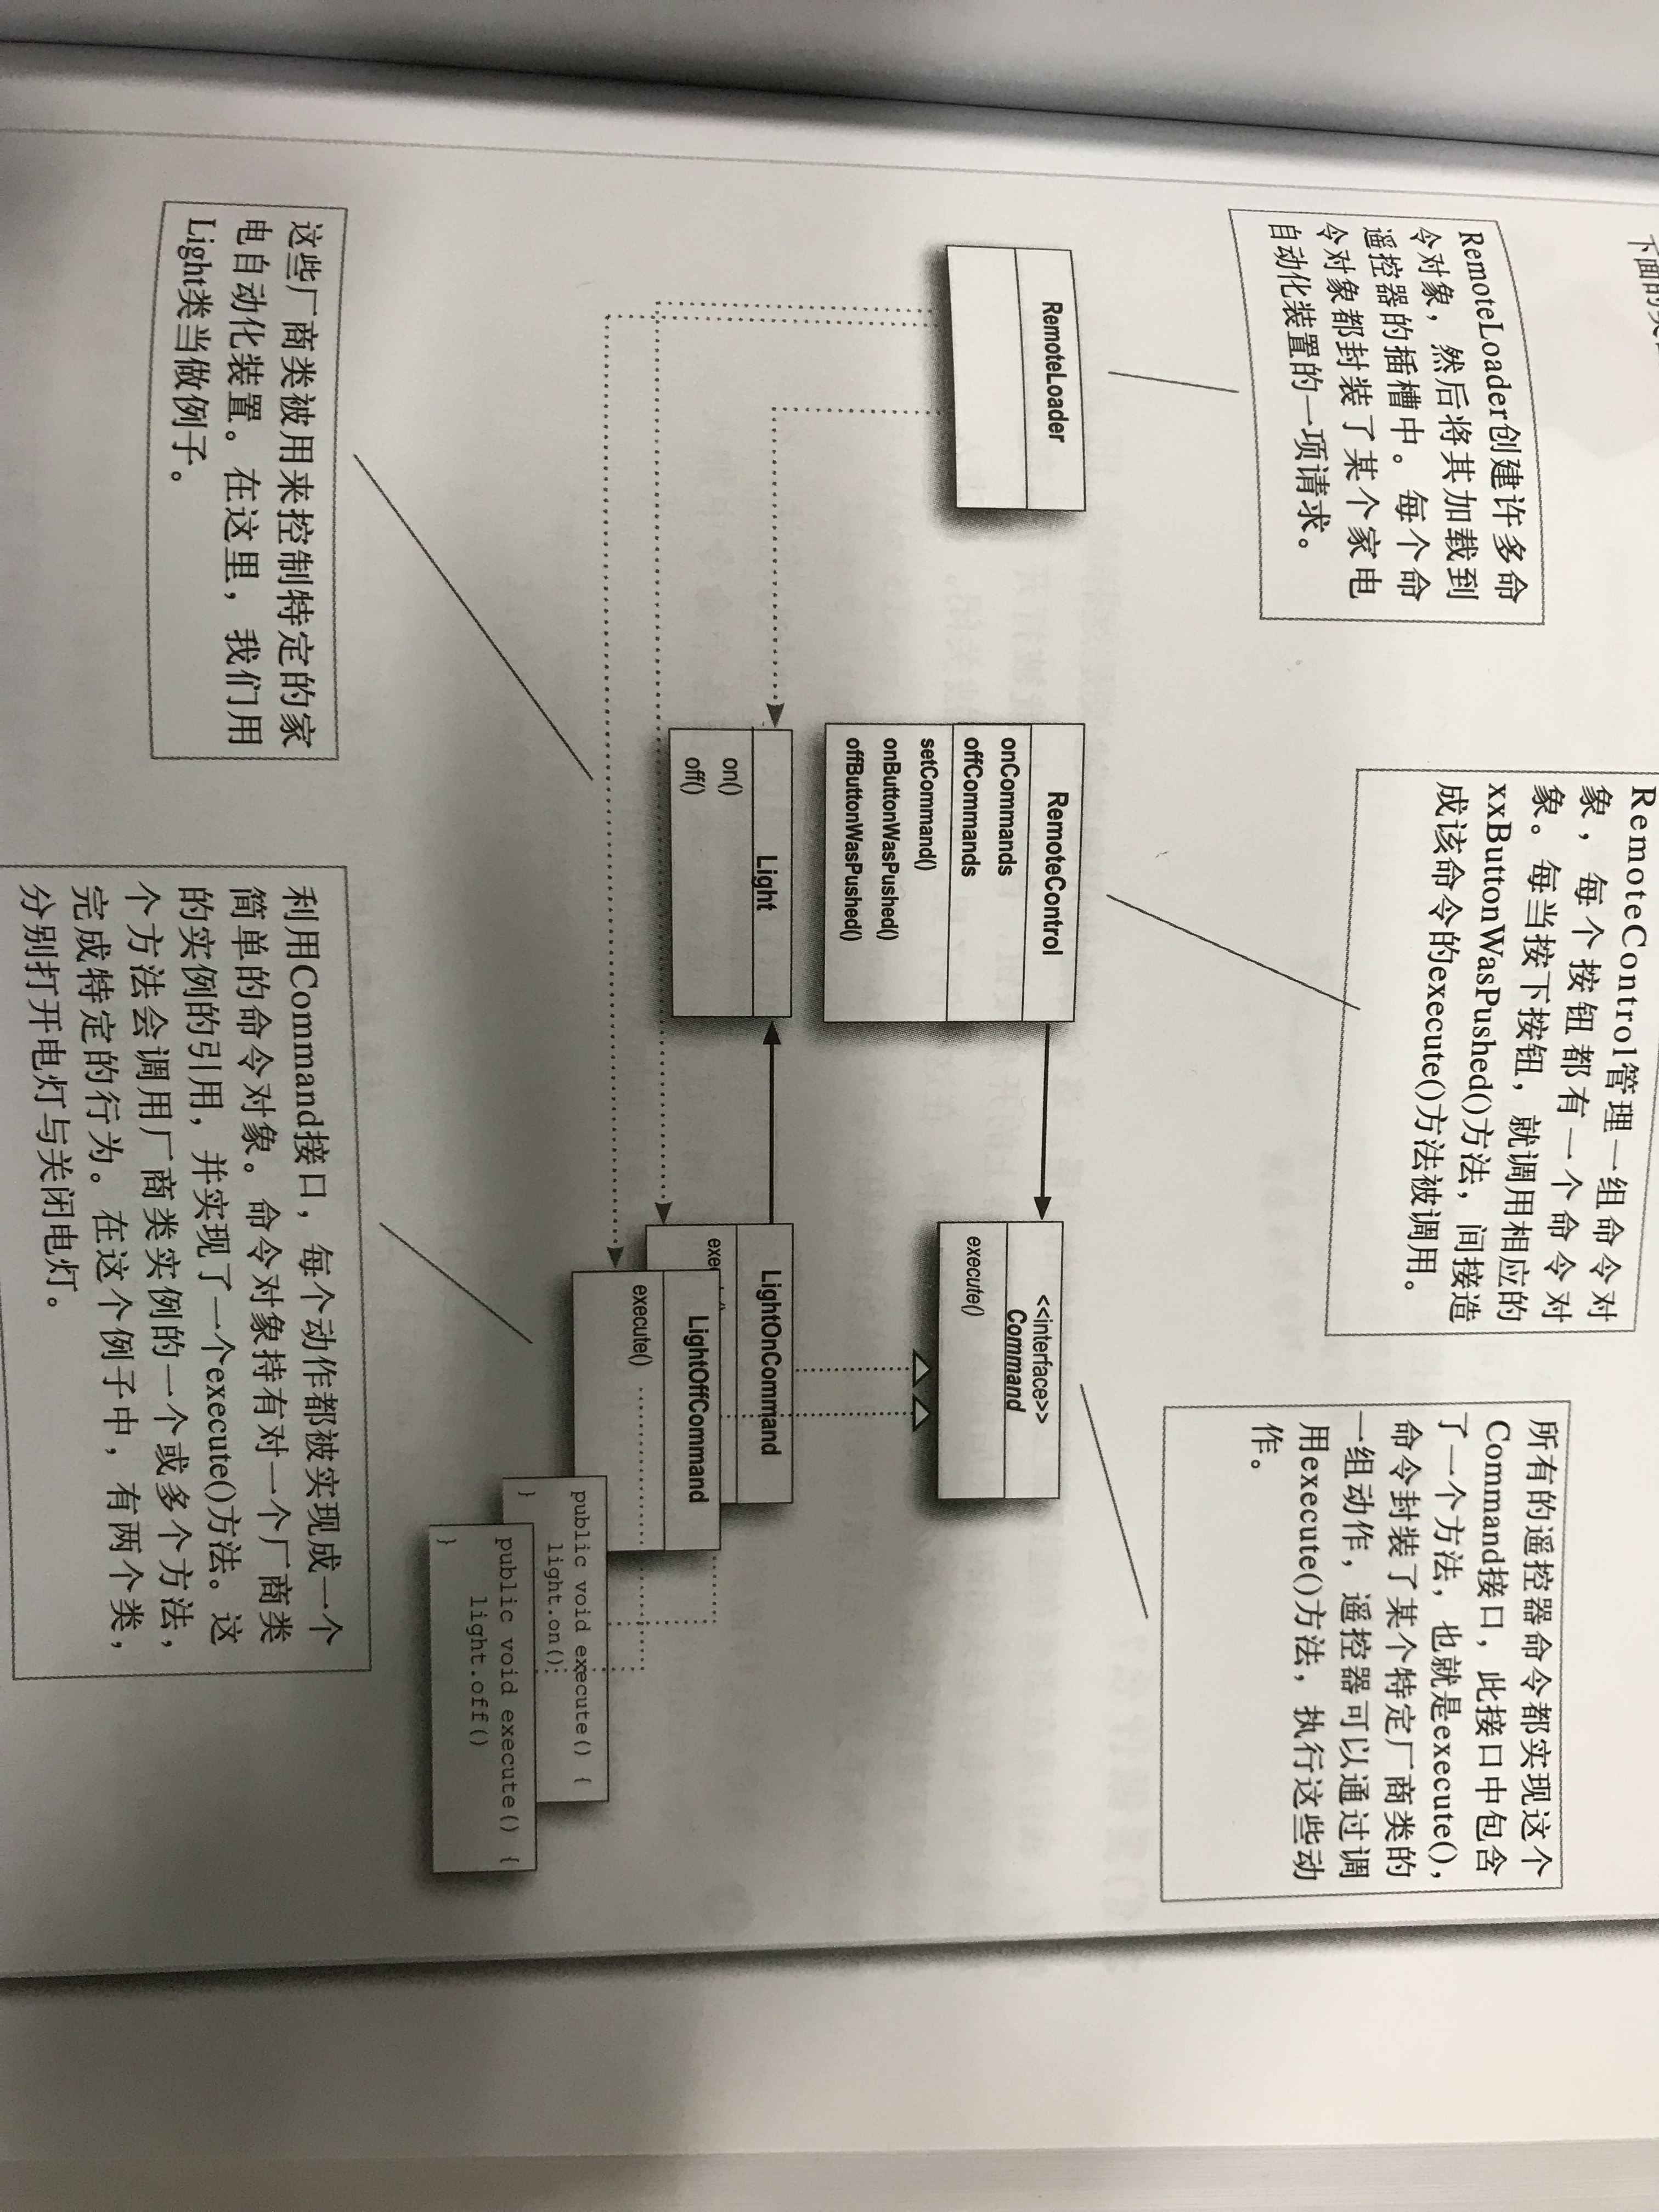 下面的
RemoteLoader创建许多命
令对象，然后将其加载到
遥控器的插槽中。每个命
令对象都封装了某个家电
自动化装置的一项请求。
RemoteControl管理一组命令对
象，每个按钮都有一个命令对
象。每当按下按钮，就调用相应的
xxButtonWasPushed()方法，间接造
成该命令的execute()方法被调用。
所有的遥控器命令都实现这个
Command接口，此接口中包含
了一个方法，也就是execute()，
命令封装了某个特定厂商类的
一组动作，遥控器可以通过调
用execute()方法，执行这些动
作。
RemoteLoader
RemoteControl
onCommands
offCommands
setCommand()
onButtonWasPushed()
offButtonWasPushed()
<<interface>>
Command
execute()
Light
on()
off()
LightOnCommand
exe
LightOffCommand
execute()
public void execute() {
light.on();
}
public void execute() {
light.off()
}
这些厂商类被用来控制特定的家
电自动化装置。在这里，我们用
Light类当做例子。
利用Command接口，每个动作都被实现成一个
简单的命令对象。命令对象持有对一个厂商类
的实例的引用，并实现了一个execute()方法。这
个方法会调用厂商类实例的一个或多个方法，
完成特定的行为。在这个例子中，有两个类，
分别打开电灯与关闭电灯。